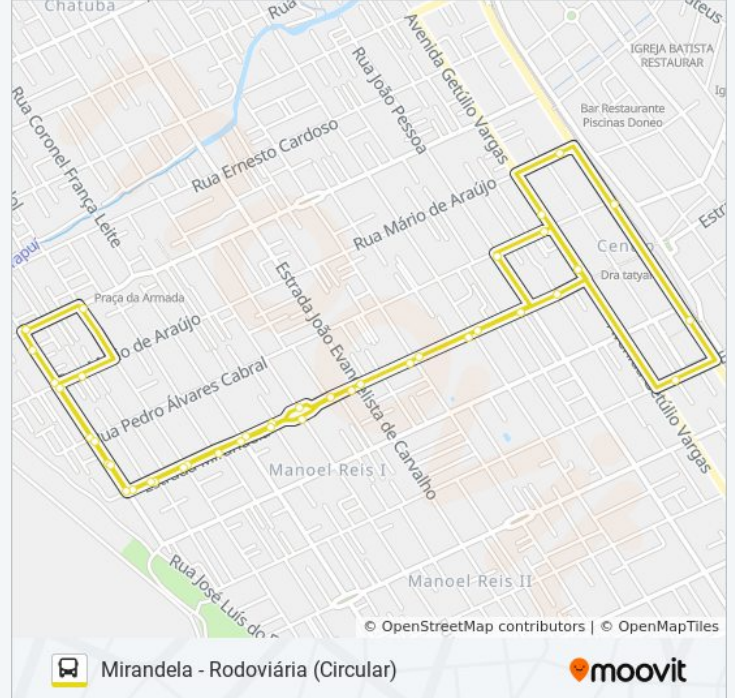 Chatuba
Rua
Avenida Getúlio Vargas
IGREJA BATISTA
RESTAURAR
Rua João Pessoa
Bar Restaurante
Piscinas Doneo
Rua Coronel França Leite
Rua Ernesto Cardoso
Rua Mário de Araújo
Centro
Dra tatya
Praça da Armada
Estrada João Evangelista de Carvalho
Rua Pedro Álvares Cabral
Avenida Getúlio Vargas
Manoel Reis I
Manoel Reis II
Rua José Luís do
© OpenStreetMap contributors | © OpenMapTiles
Mirandela - Rodoviária (Circular)
moovit